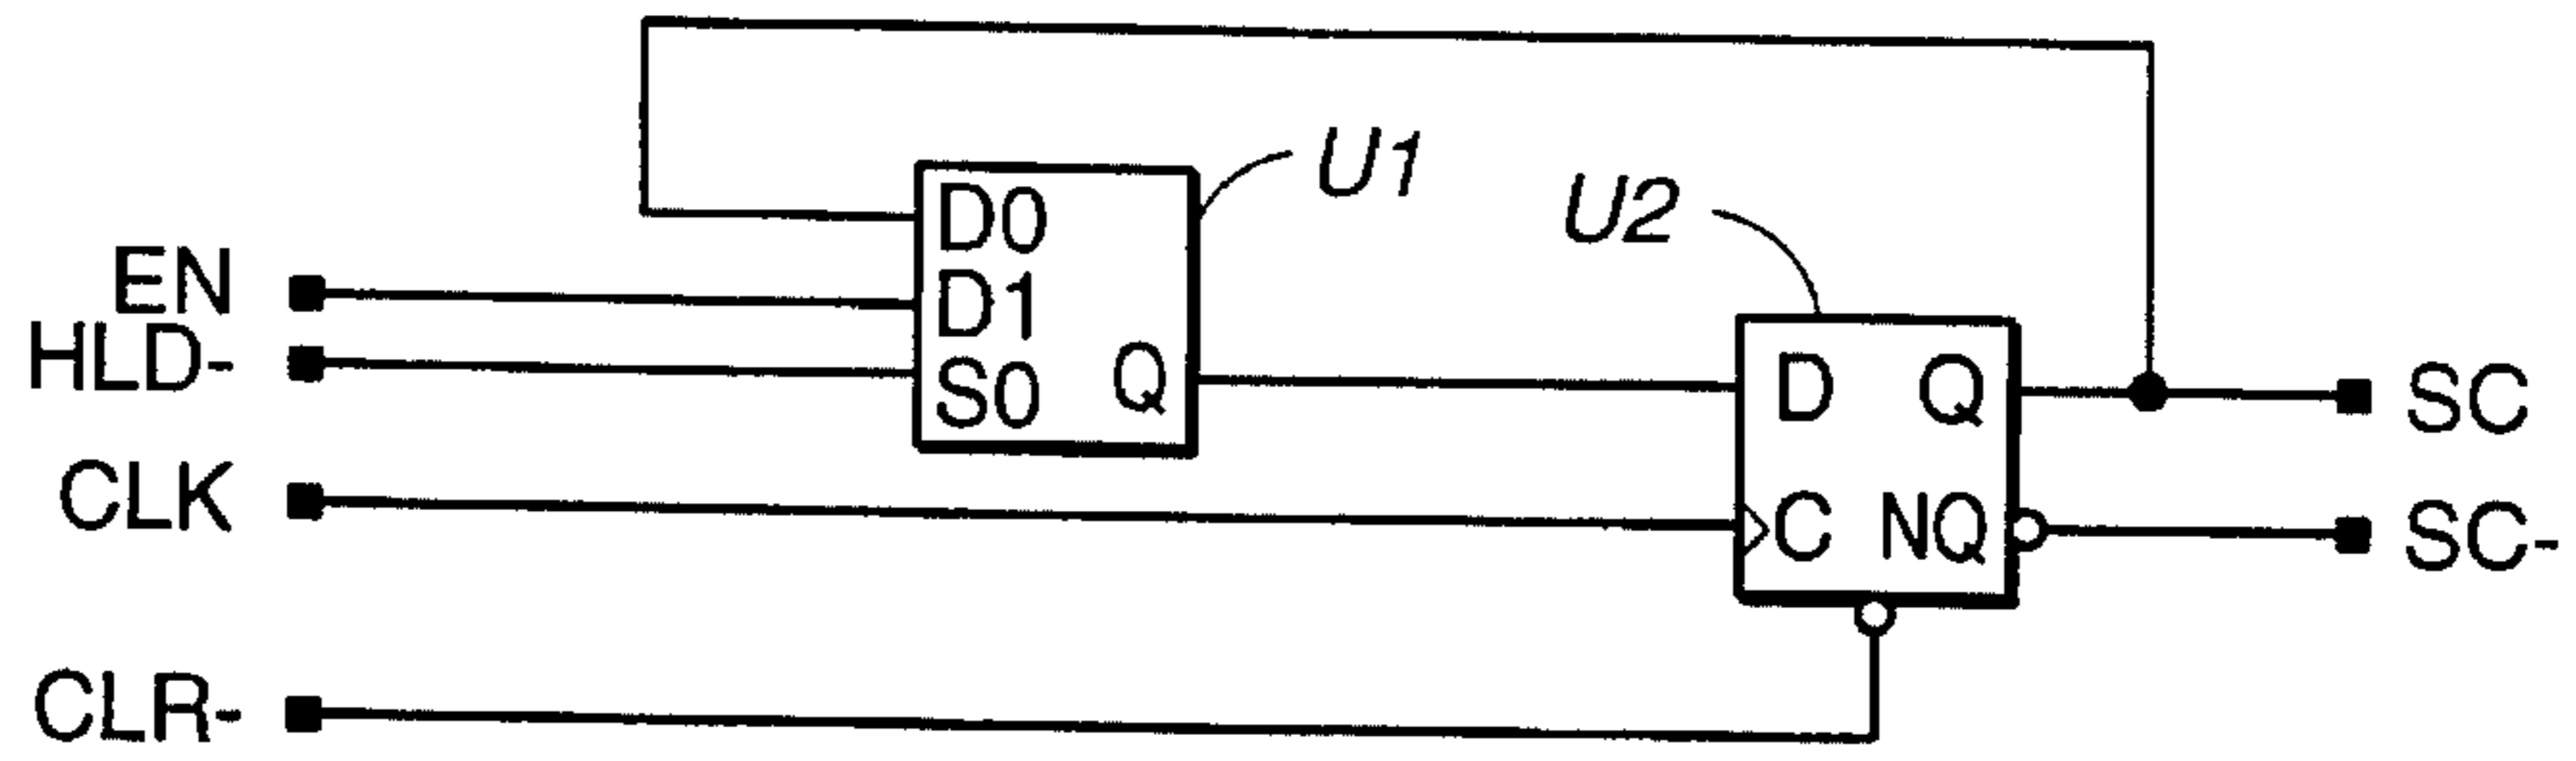 U1
U2
EN
HLD-
CLK
CLR-
D0
D1
S0 Q
D Q
C NQ
SC
SC-